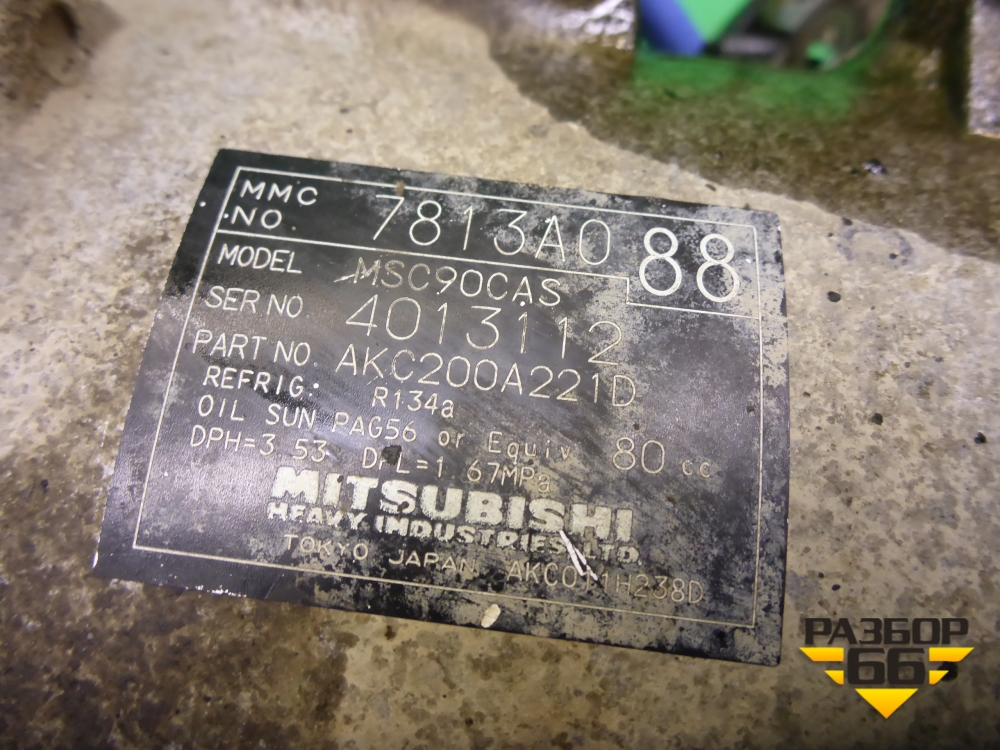 MMC NO. 7813A0 88
MODEL MSC90CAS
SER NO 4013112
PART NO. AKC200A221D
REFRIG: R134a
OIL SUN PAG56 or Equiv 80 cc
DPH=3.53 DPL=1.67MPa
MITSUBISHI
HEAVY INDUSTRIES, LTD.
TOKYO JAPAN AKC011H238D
РАЗБОР
66